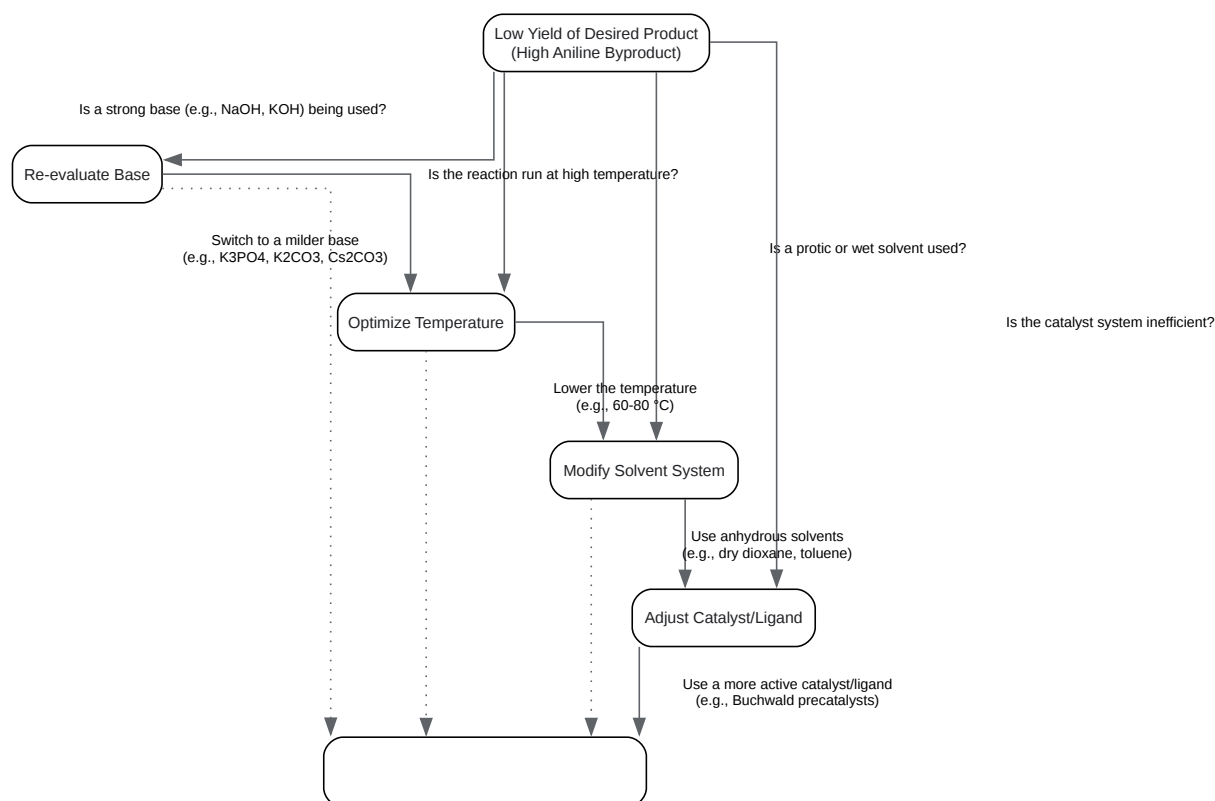 Low Yield of Desired Product
(High Aniline Byproduct)
Is a strong base (e.g., NaOH, KOH) being used?
Re-evaluate Base
Is the reaction run at high temperature?
Switch to a milder base
(e.g., K3PO4, K2CO3, Cs2CO3)
Is a protic or wet solvent used?
Optimize Temperature
Is the catalyst system inefficient?
Lower the temperature
(e.g., 60-80 °C)
Modify Solvent System
Use anhydrous solvents
(e.g., dry dioxane, toluene)
Adjust Catalyst/Ligand
Use a more active catalyst/ligand
(e.g., Buchwald precatalysts)